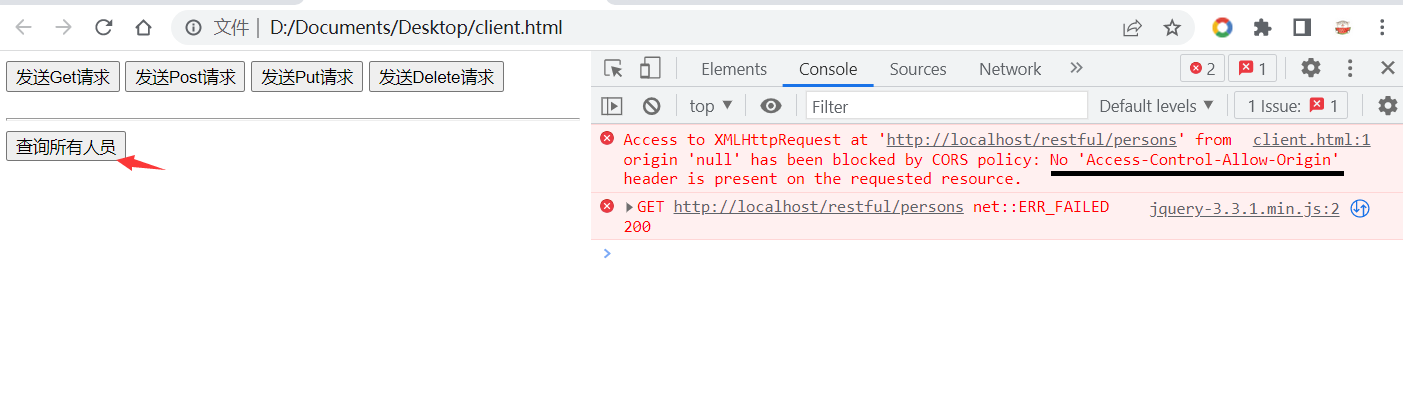 文件 | D:/Documents/Desktop/client.html
发送Get请求 发送Post请求 发送Put请求 发送Delete请求
查询所有人员
Elements Console Sources Network 2 1
top Filter Default levels 1 Issue: 1
Access to XMLHttpRequest at 'http://localhost/restful/persons' from client.html:1
origin 'null' has been blocked by CORS policy: No 'Access-Control-Allow-Origin'
header is present on the requested resource.
GET http://localhost/restful/persons net::ERR_FAILED jquery-3.3.1.min.js:2
200